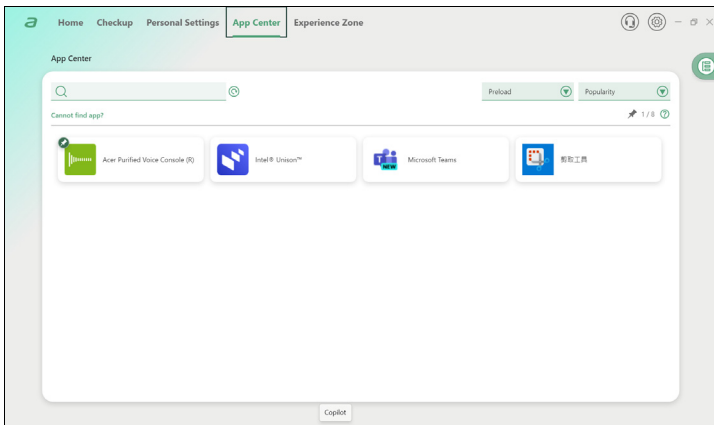 a Home Checkup Personal Settings App Center Experience Zone
App Center
Preload Popularity
Cannot find app? 1 / 8
Acer Purified Voice Console (R) Intel® Unison™ NEW Microsoft Teams 剪取工具
Copilot